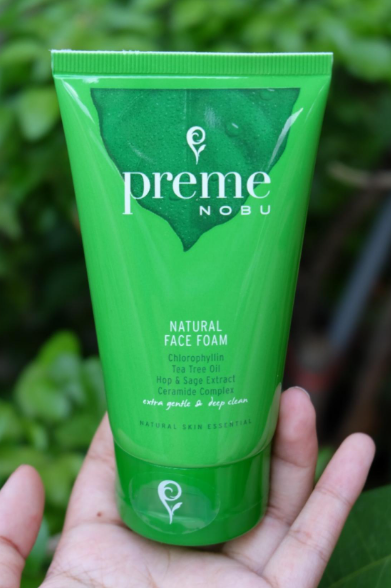 preme
NOBU
NATURAL
FACE FOAM
Chlorophyllin
Tea Tree Oil
Hop & Sage Extract
Ceramide Complex
extra gentle & deep clean
NATURAL SKIN ESSENTIAL